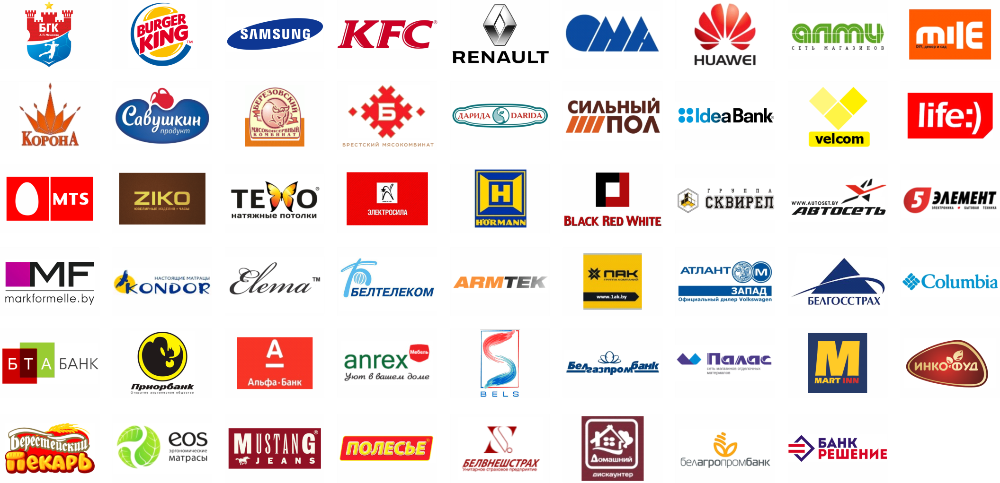 БГК
А.П. Мешкова
BURGER
KING
TM
SAMSUNG
KFC®
RENAULT
ОМА
HUAWEI
алми
СЕТЬ МАГАЗИНОВ
milE
DIY, декор и сад
КОРОНА
Савушкин
продукт
БЕРЕЗОВСКИЙ
МЯСОКОНСЕРВНЫЙ
КОМБИНАТ
Б
БРЕСТСКИЙ МЯСОКОМБИНАТ
ДАРИДА DARIDA
СИЛЬНЫЙ
ПОЛ
IdeaBank®
velcom
life:)
MTS
ZIKO
ЮВЕЛИРНЫЕ ИЗДЕЛИЯ • ЧАСЫ
ТЕХО®
натяжные потолки
ЭЛЕКТРОСИЛА
H
HÖRMANN
BLACK RED WHITE
ГРУППА
СКВИРЕЛ
WWW.AUTOSET.BY
АВТОСЕТЬ
5 ЭЛЕМЕНТ
ЭЛЕКТРОНИКА • БЫТОВАЯ ТЕХНИКА
MF
markformelle.by
НАСТОЯЩИЕ МАТРАЦЫ
KONDOR
Elema™
БЕЛТЕЛЕКОМ
ARMTEK
ПАК
ГРУППА КОМПАНИЙ
www.1ak.by
АТЛАНТ М
ЗАПАД
Официальный дилер Volkswagen
БЕЛГОССТРАХ
Columbia
БТА БАНК
Приорбанк
Открытое акционерное общество
А
Альфа·Банк
anrex Мебель
Уют в вашем доме
BELS
Белгазпромбанк
Палас
сеть магазинов отделочных
материалов
M
MART INN
ИНКО•ФУД
Берестейский
Пекарь
eos
эргономические
матрасы
MUSTANG®
JEANS
ПОЛЕСЬЕ®
БЕЛВНЕШСТРАХ
Унитарное страховое предприятие
Домашний
дискаунтер
белагропромбанк
БАНК
РЕШЕНИЕ